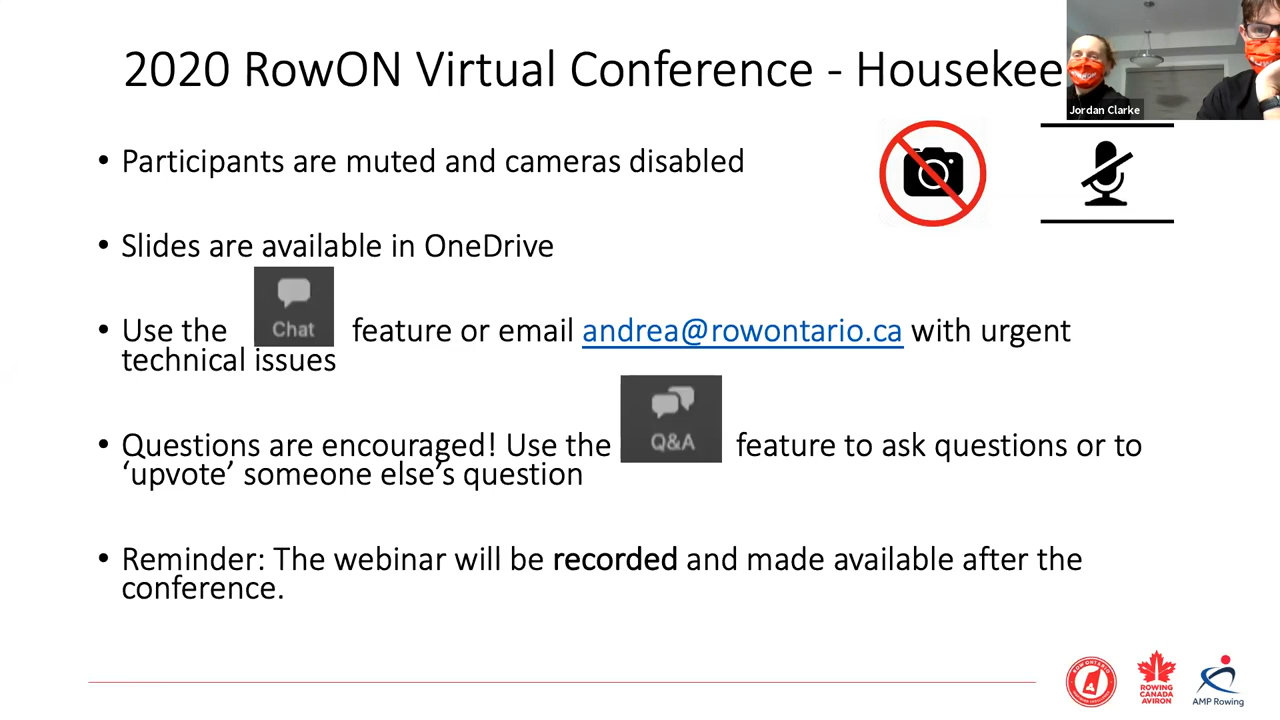 2020 RowON Virtual Conference - Housekee
Jordan Clarke
• Participants are muted and cameras disabled
• Slides are available in OneDrive
• Use the Chat feature or email andrea@rowontario.ca with urgent
technical issues
• Questions are encouraged! Use the Q&A feature to ask questions or to
‘upvote’ someone else’s question
• Reminder: The webinar will be recorded and made available after the
conference.
ROW ONTARIO
ROWING
CANADA
AVIRON
AMP Rowing